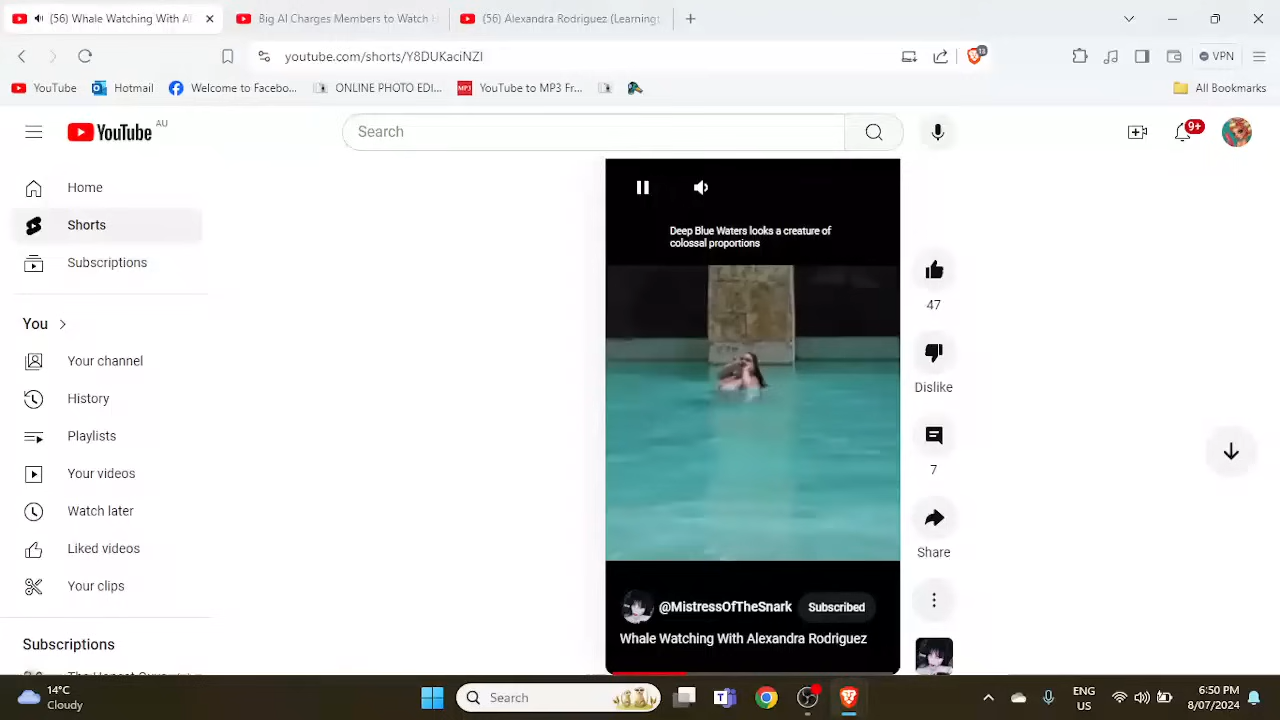 (56) Whale Watching With Al
Big AI Charges Members to Watch H
(56) Alexandra Rodriguez (Learning:
youtube.com/shorts/Y8DUKaciNZI
13
VPN
YouTube
Hotmail
Welcome to Facebo...
ONLINE PHOTO EDI...
MP3
YouTube to MP3 Fr...
All Bookmarks
YouTube AU
Search
9+
Home
Shorts
Subscriptions
You
Your channel
History
Playlists
Your videos
Watch later
Liked videos
Your clips
Subscriptions
Deep Blue Waters looks a creature of
colossal proportions
47
Dislike
7
Share
@MistressOfTheSnark
Subscribed
Whale Watching With Alexandra Rodriguez
14°C
Cloudy
Search
ENG
US
6:50 PM
8/07/2024